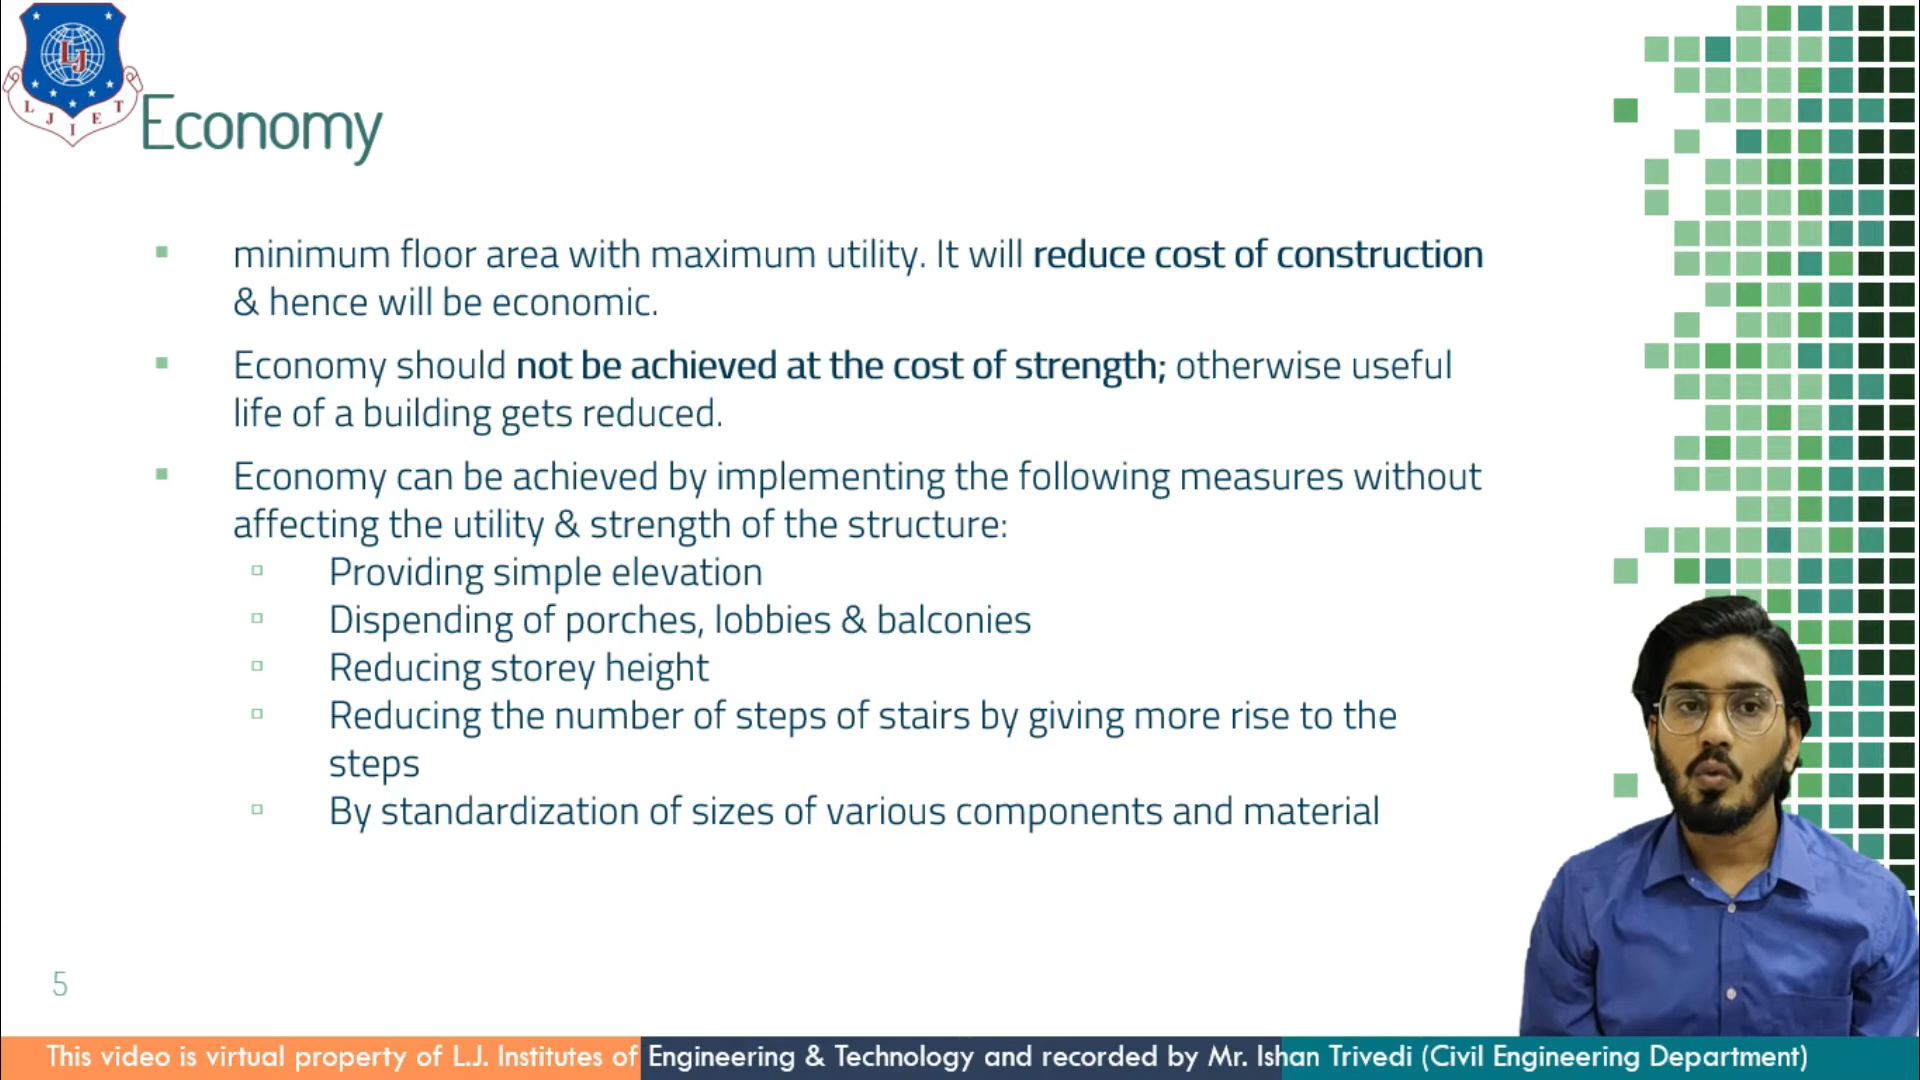 L J I E T
LJ
Economy
minimum floor area with maximum utility. It will reduce cost of construction
& hence will be economic.
Economy should not be achieved at the cost of strength; otherwise useful
life of a building gets reduced.
Economy can be achieved by implementing the following measures without
affecting the utility & strength of the structure:
Providing simple elevation
Dispending of porches, lobbies & balconies
Reducing storey height
Reducing the number of steps of stairs by giving more rise to the
steps
By standardization of sizes of various components and material
5
This video is virtual property of L.J. Institutes of Engineering & Technology and recorded by Mr. Ishan Trivedi (Civil Engineering Department)